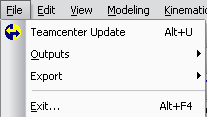 File Edit View Modeling Kinematic
Teamcenter Update Alt+U
Outputs
Export
Exit... Alt+F4